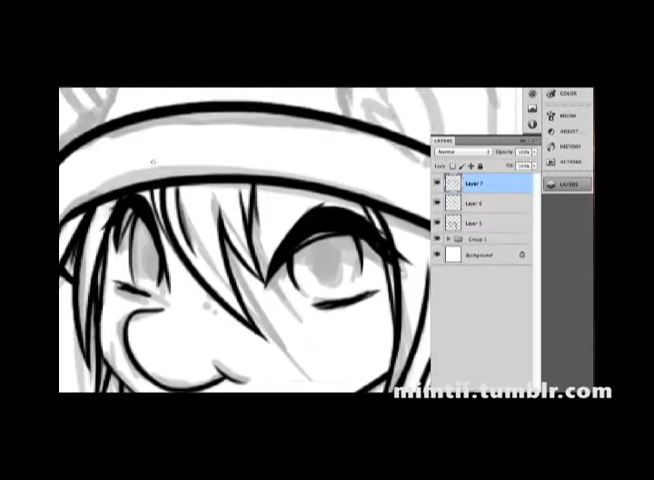 COLOR
BRUSH
ADJUST...
HISTORY
ACTIONS
LAYERS
LAYERS
Normal
Opacity: 100%
Lock:
Fill: 100%
Layer 7
Layer 6
Layer 5
Group 1
Background
miintii.tumblr.com